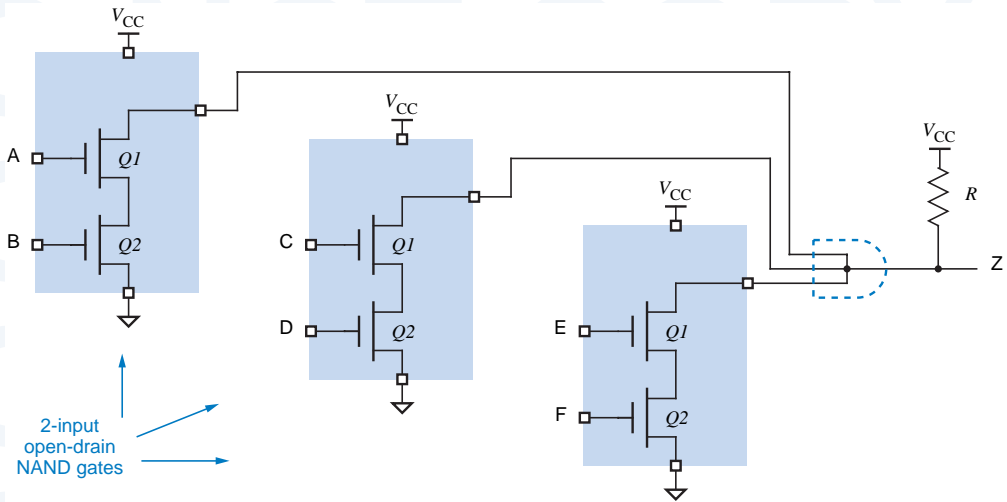 VCC
A
Q1
B
Q2
VCC
C
Q1
D
Q2
VCC
E
Q1
F
Q2
VCC
R
Z
2-input
open-drain
NAND gates